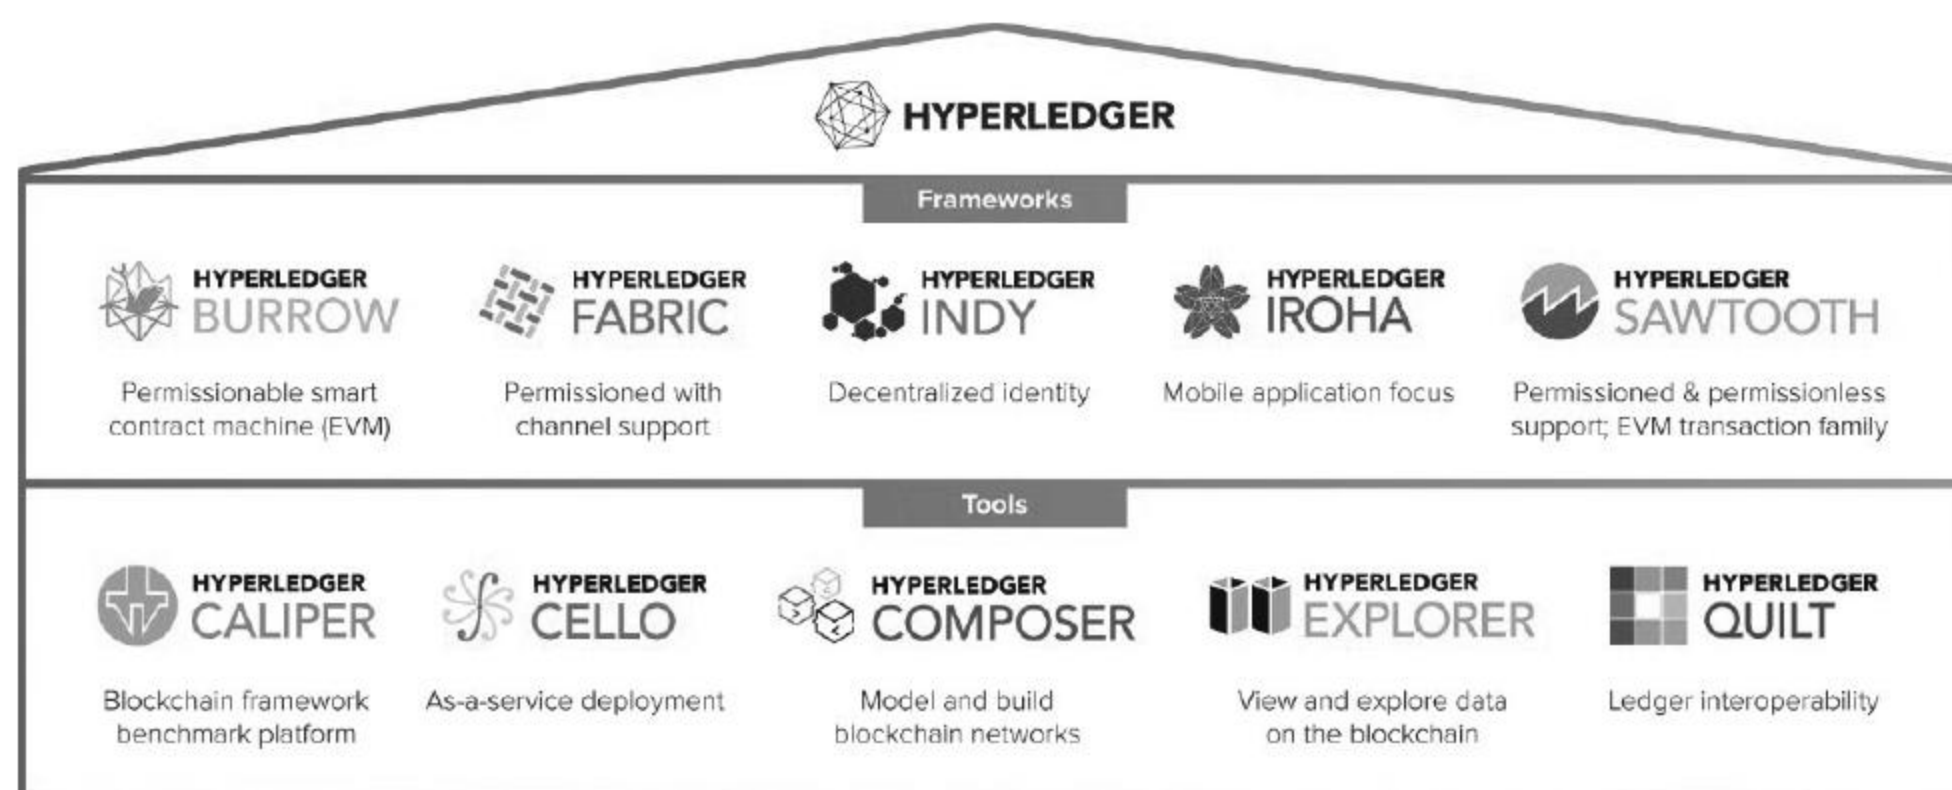 HYPERLEDGER
Frameworks
HYPERLEDGER
BURROW
Permissionable smart
contract machine (EVM)
HYPERLEDGER
FABRIC
Permissioned with
channel support
HYPERLEDGER
INDY
Decentralized identity
HYPERLEDGER
IROHA
Mobile application focus
HYPERLEDGER
SAWTOOTH
Permissioned & permissionless
support; EVM transaction family
Tools
HYPERLEDGER
CALIPER
Blockchain framework
benchmark platform
HYPERLEDGER
CELLO
As-a-service deployment
HYPERLEDGER
COMPOSER
Model and build
blockchain networks
HYPERLEDGER
EXPLORER
View and explore data
on the blockchain
HYPERLEDGER
QUILT
Ledger interoperability